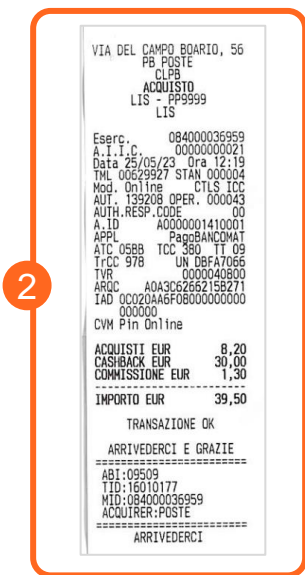 VIA DEL CAMPO BOARIO, 56
PB POSTE
CLPB
ACQUISTO
LIS - PP9999
LIS
Eserc. 084000036959
A.I.I.C. 00000000021
Data 25/05/23 Ora 12:19
TML 00629927 STAN 000004
Mod. Online CTLS ICC
AUT. 139208 OPER. 000043
AUTH.RESP.CODE 00
A.ID A0000001410001
APPL PagoBANCOMAT
ATC 05BB TCC 380 TT 09
TrCC 978 UN DBFA7066
TVR 0000040800
ARQC A0A3C6266215B271
IAD 0C020AA6F08000000000
000000
CVM Pin Online
ACQUISTI EUR 8,20
CASHBACK EUR 30,00
COMMISSIONE EUR 1,30
------------------------
IMPORTO EUR 39,50
TRANSAZIONE OK
ARRIVEDERCI E GRAZIE
========================
ABI:09509
TID:16010177
MID:084000036959
ACQUIRER:POSTE
========================
ARRIVEDERCI
2